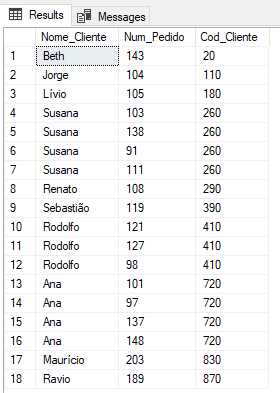 Results Messages
Nome_Cliente Num_Pedido Cod_Cliente
1 Beth 143 20
2 Jorge 104 110
3 Lívio 105 180
4 Susana 103 260
5 Susana 138 260
6 Susana 91 260
7 Susana 111 260
8 Renato 108 290
9 Sebastião 119 390
10 Rodolfo 121 410
11 Rodolfo 127 410
12 Rodolfo 98 410
13 Ana 101 720
14 Ana 97 720
15 Ana 137 720
16 Ana 148 720
17 Maurício 203 830
18 Ravio 189 870